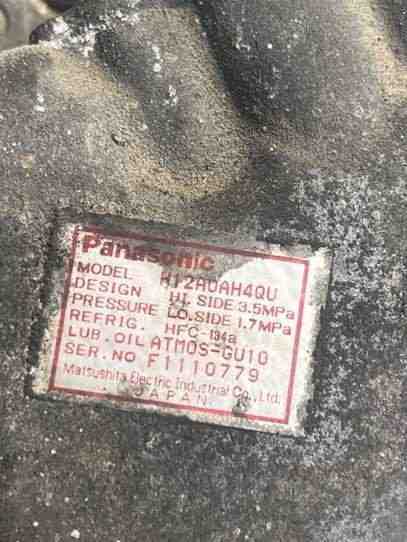 Panasonic
MODEL H12A0AH4QU
DESIGN HI. SIDE 3.5MPa
PRESSURE LO. SIDE 1.7MPa
REFRIG. HFC-134a
LUB. OIL ATMOS-GU10
SER. NO F1110779
Matsushita Electric Industrial Co., Ltd.
JAPAN